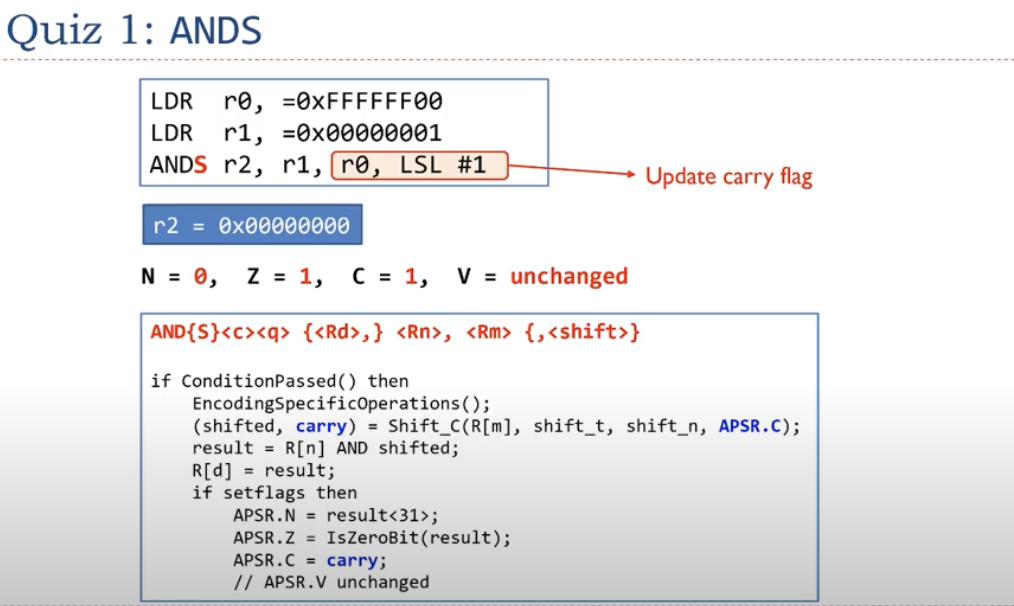 Quiz 1: ANDS
LDR r0, =0xFFFFFF00
LDR r1, =0x00000001
ANDS r2, r1, r0, LSL #1
Update carry flag
r2 = 0x00000000
N = 0, Z = 1, C = 1, V = unchanged
AND{S}<c><q> {<Rd>,} <Rn>, <Rm> {,<shift>}
if ConditionPassed() then
EncodingSpecificOperations();
(shifted, carry) = Shift_C(R[m], shift_t, shift_n, APSR.C);
result = R[n] AND shifted;
R[d] = result;
if setflags then
APSR.N = result<31>;
APSR.Z = IsZeroBit(result);
APSR.C = carry;
// APSR.V unchanged